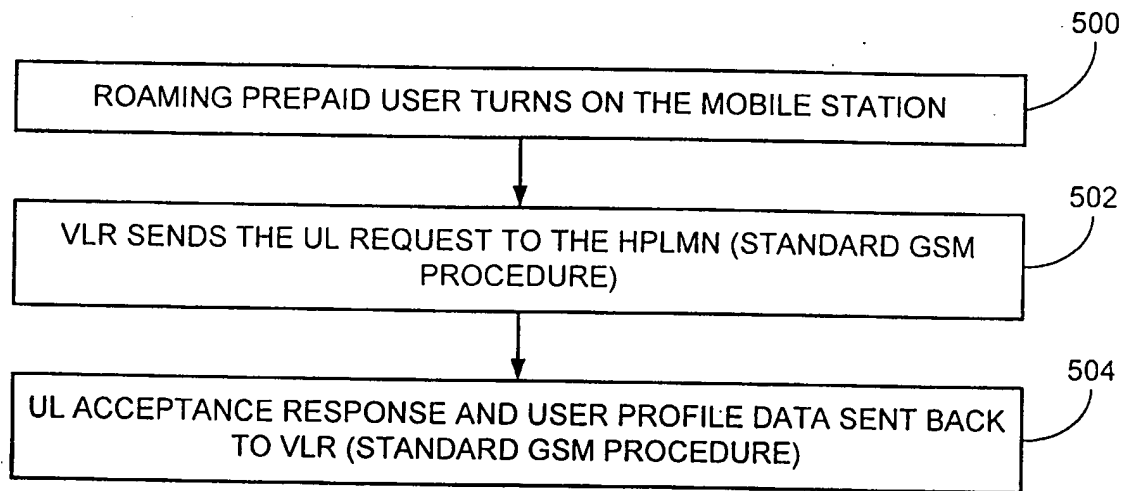 500
ROAMING PREPAID USER TURNS ON THE MOBILE STATION
502
VLR SENDS THE UL REQUEST TO THE HPLMN (STANDARD GSM
PROCEDURE)
504
UL ACCEPTANCE RESPONSE AND USER PROFILE DATA SENT BACK
TO VLR (STANDARD GSM PROCEDURE)